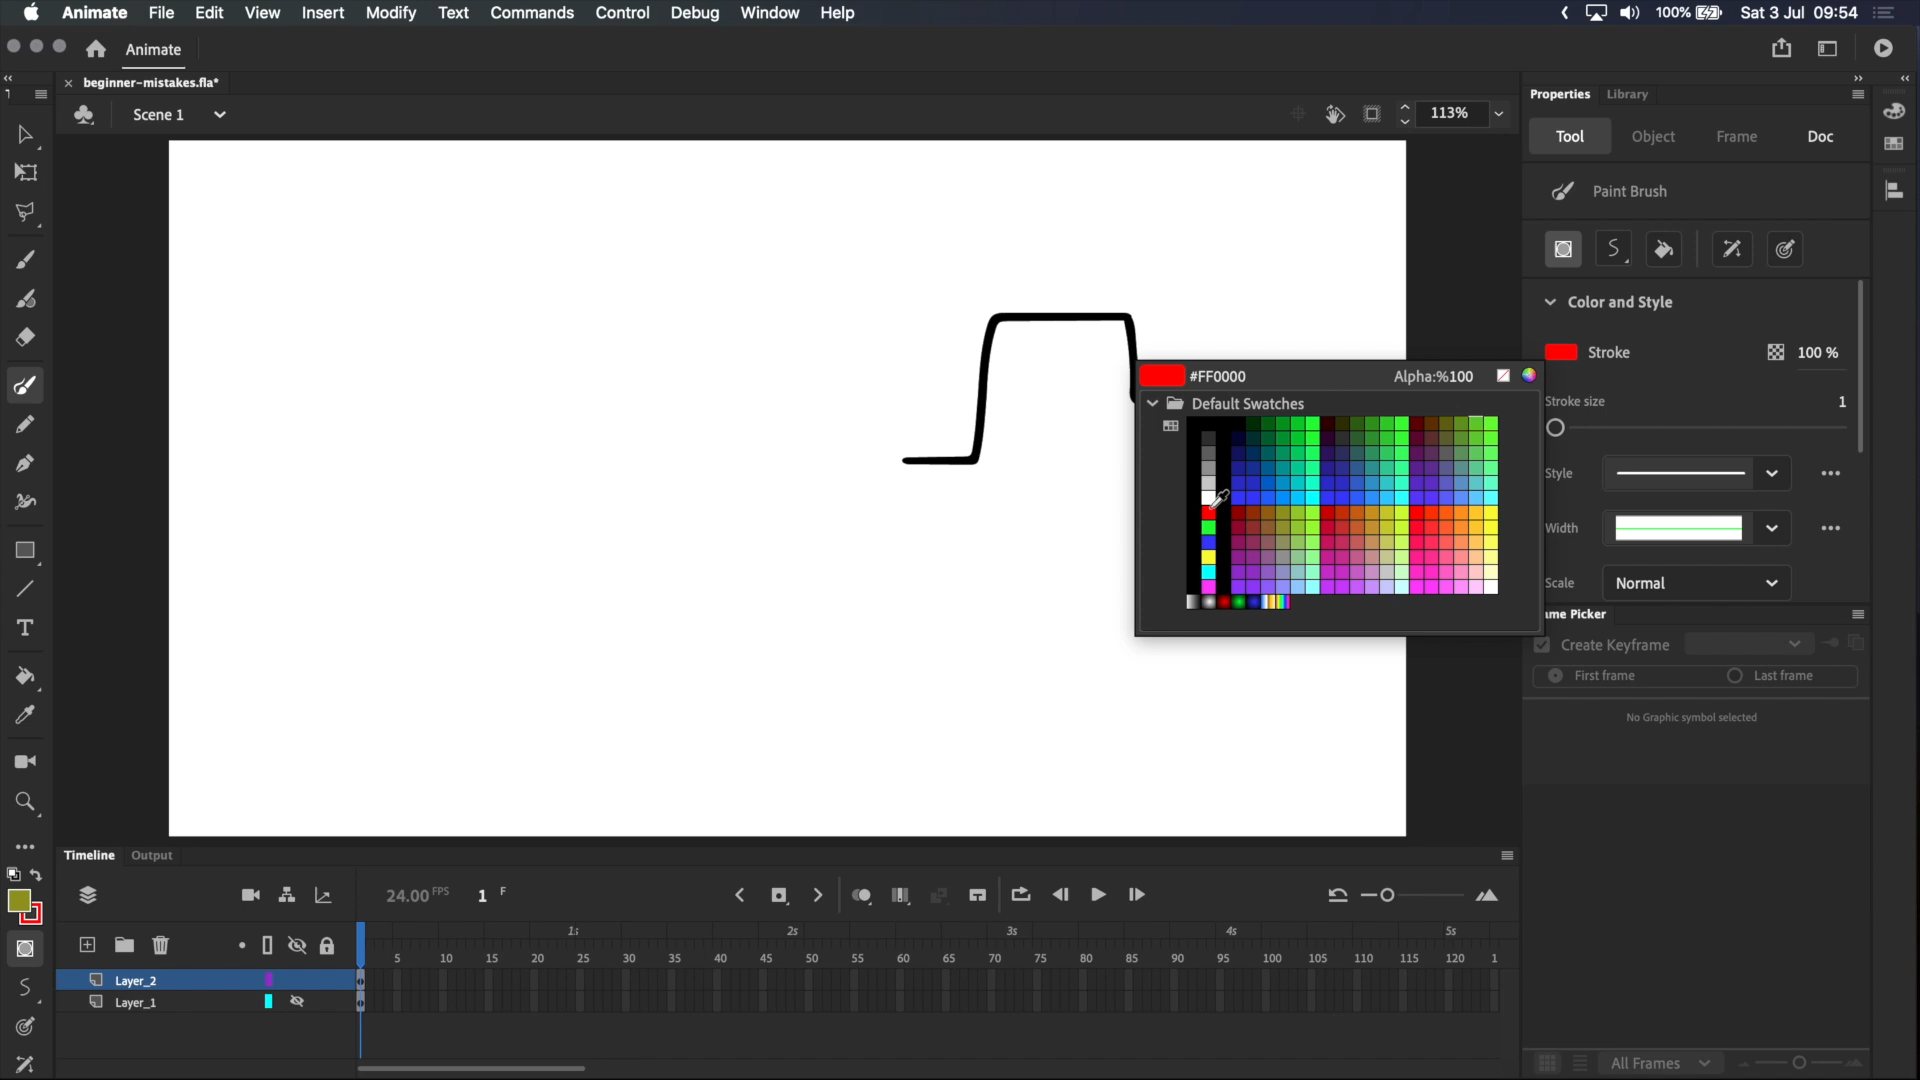 Animate File Edit View Insert Modify Text Commands Control Debug Window Help 100% Sat 3 Jul 09:54
Animate
beginner-mistakes.fla*
Scene 1 113%
Properties Library
Tool Object Frame Doc
Paint Brush
Color and Style
Stroke 100 %
#FF0000 Alpha:%100
Default Swatches
Stroke size 1
Style
Width
Scale Normal
me Picker
Create Keyframe
First frame Last frame
No Graphic symbol selected
Timeline Output
24.00 FPS 1 F
2s 3s 4s 5s
5 10 15 20 25 30 35 40 45 50 55 60 65 70 75 80 85 90 95 100 105 110 115 120 1
Layer_2
Layer_1
All Frames